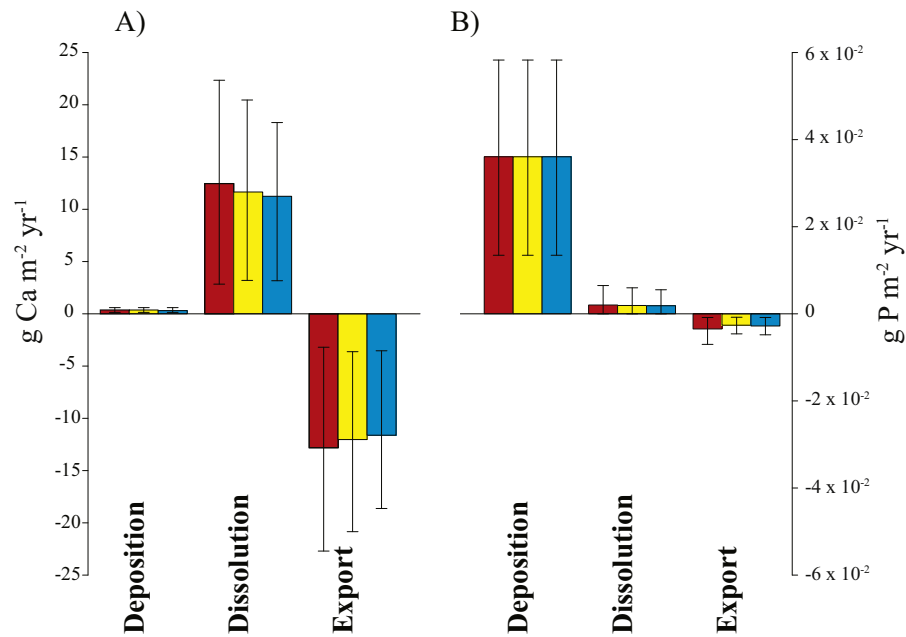 A)
B)
25
20
15
10
5
0
-5
-10
-15
-20
-25
g Ca m⁻² yr⁻¹
Deposition
Dissolution
Export
Deposition
Dissolution
Export
6 x 10⁻²
4 x 10⁻²
2 x 10⁻²
0
-2 x 10⁻²
-4 x 10⁻²
-6 x 10⁻²
g P m⁻² yr⁻¹